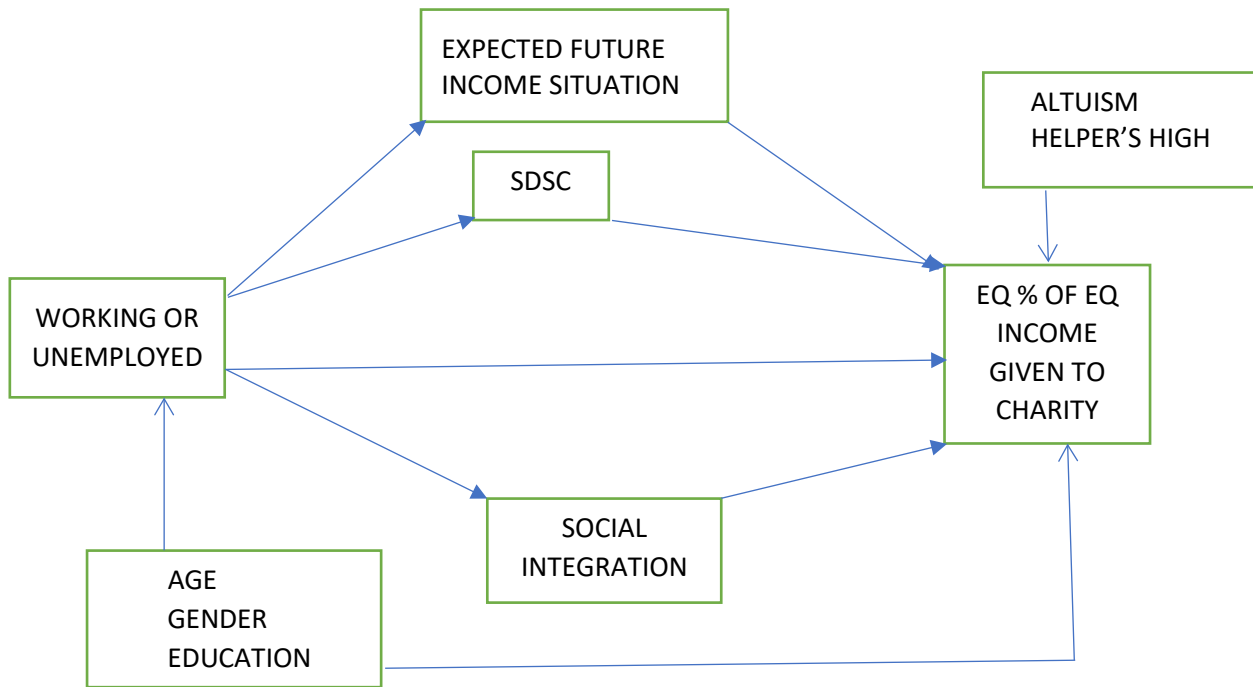 EXPECTED FUTURE
INCOME SITUATION
ALTUISM
HELPER’S HIGH
SDSC
WORKING OR
UNEMPLOYED
EQ % OF EQ
INCOME
GIVEN TO
CHARITY
SOCIAL
INTEGRATION
AGE
GENDER
EDUCATION